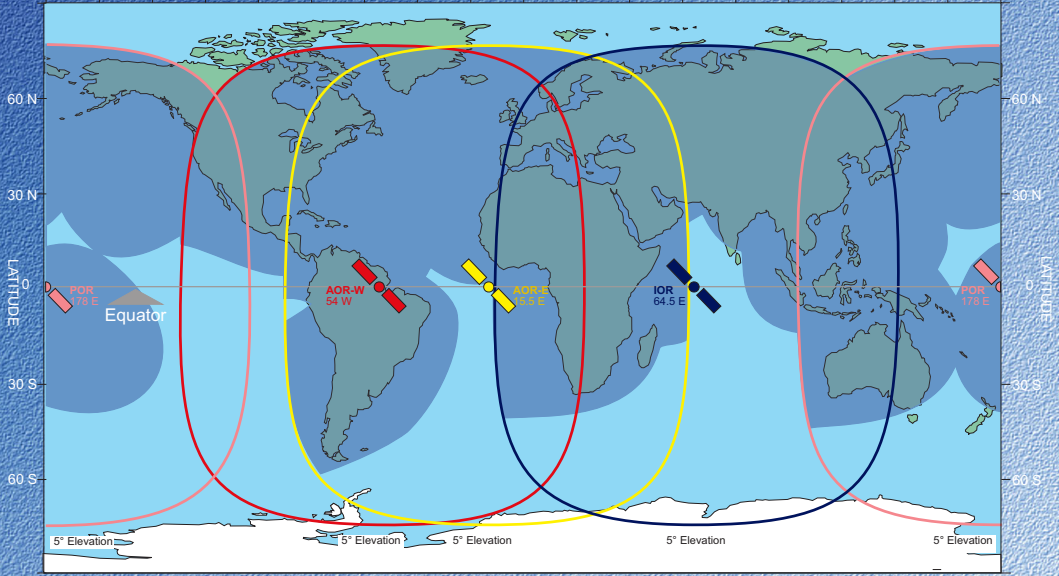 60 N
60 N
30 N
30 N
LATITUDE
LATITUDE
0
0
POR
178 E
AOR-W
54 W
AOR-E
15.5 E
IOR
64.5 E
POR
178 E
Equator
30 S
30 S
60 S
60 S
5° Elevation
5° Elevation
5° Elevation
5° Elevation
5° Elevation